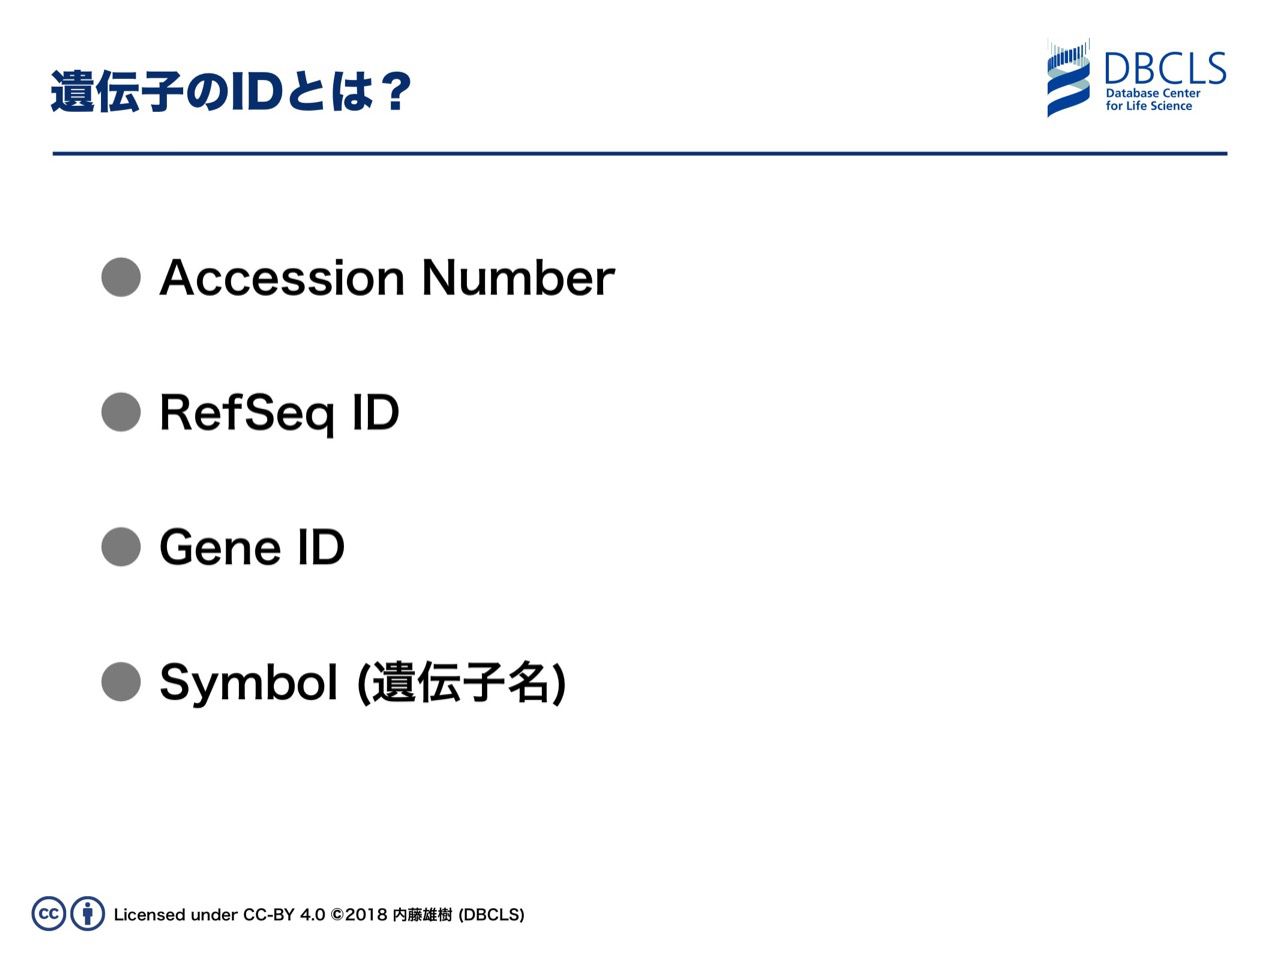 遺伝子のIDとは？
DBCLS
Database Center
for Life Science
● Accession Number
● RefSeq ID
● Gene ID
● Symbol (遺伝子名)
cc Licensed under CC-BY 4.0 ©2018 内藤雄樹 (DBCLS)